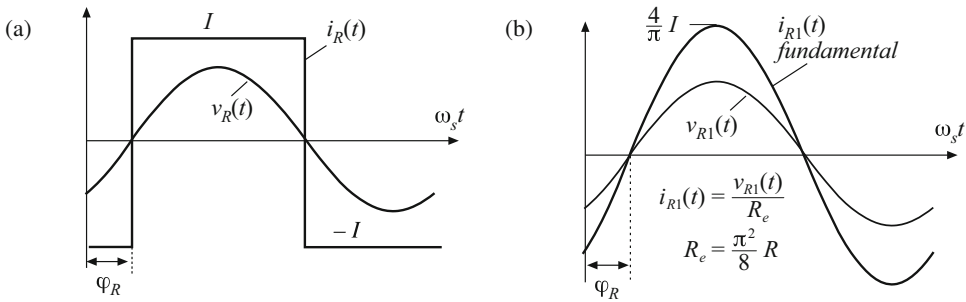 (a)
I
i_R(t)
v_R(t)
ω_s t
– I
φ_R
(b)
4/π I
i_R1(t)
fundamental
v_R1(t)
ω_s t
i_R1(t) = v_R1(t)/R_e
R_e = π²/8 R
φ_R